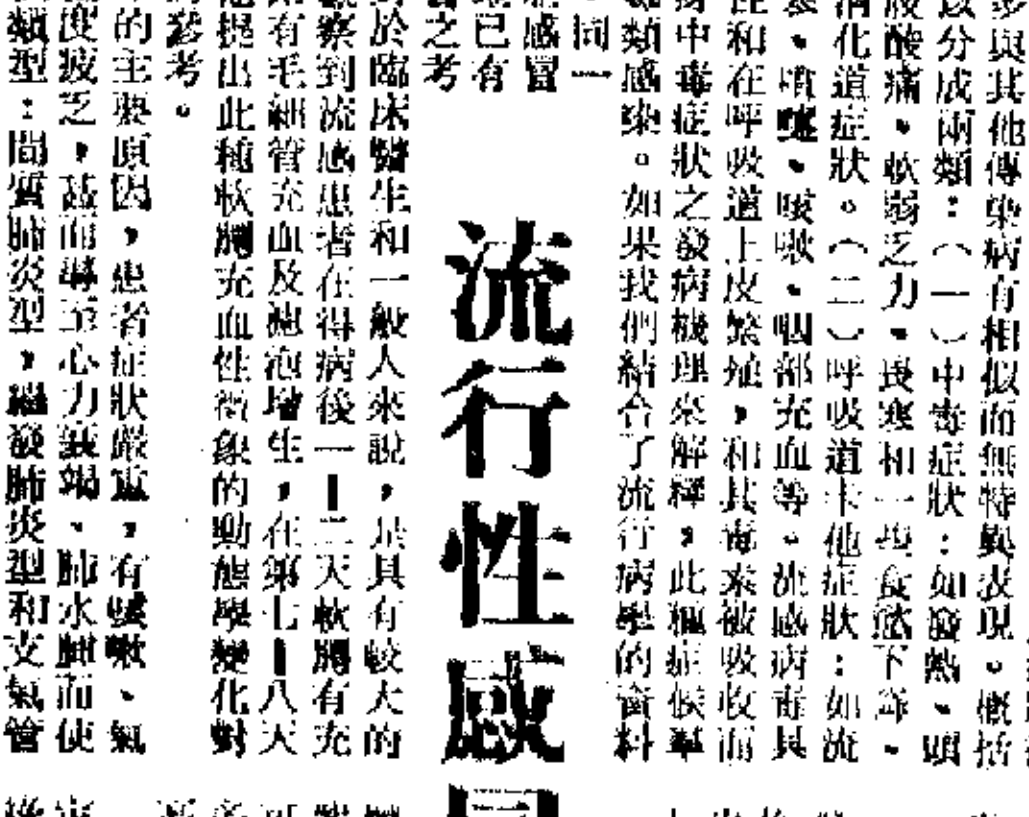 多與其他傳染病有相似而無特異表現。概括
以分成兩類：（一）中毒症狀：如發熱、頭
酸痛、軟弱乏力、畏寒相一些食慾下降、
消化道症狀。（二）呼吸道卡他症狀：如流
、噴嚏、咳嗽、咽部充血等。流感病毒具
性和在呼吸道上皮繁殖，和其毒素被吸收而
中毒症狀之發病機理來解釋，此種症候羣
類感染。如果我們結合了流行病學的資料
同一
感冒
已有
之考
流行性感
於臨床醫生和一般人來說，是具有較大的
察到流感患者在得病後一—二天軟腭有充
有毛細管充血及濾泡增生，在第七—八天
提出此種軟腭充血性徵象的動態學變化對
參考。
的主要原因，患者症狀嚴重，有咳嗽、氣
度疲乏，甚而導至心力衰竭、肺水腫而使
類型：間質肺炎型，繼發肺炎型和支氣管